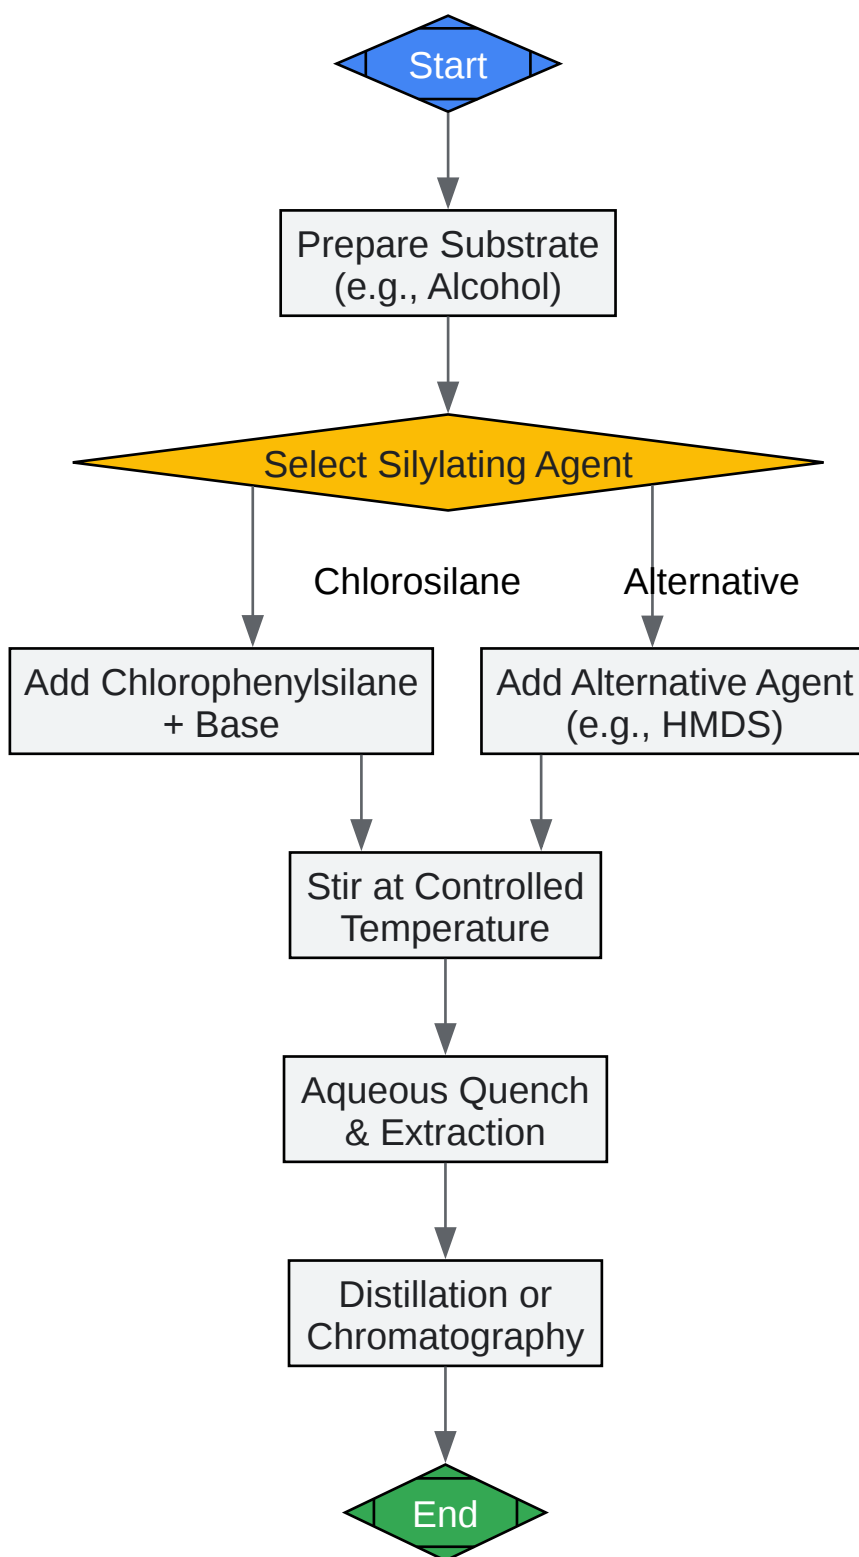 Start
Prepare Substrate
(e.g., Alcohol)
Select Silylating Agent
Chlorosilane
Alternative
Add Chlorophenylsilane
+ Base
Add Alternative Agent
(e.g., HMDS)
Stir at Controlled
Temperature
Aqueous Quench
& Extraction
Distillation or
Chromatography
End